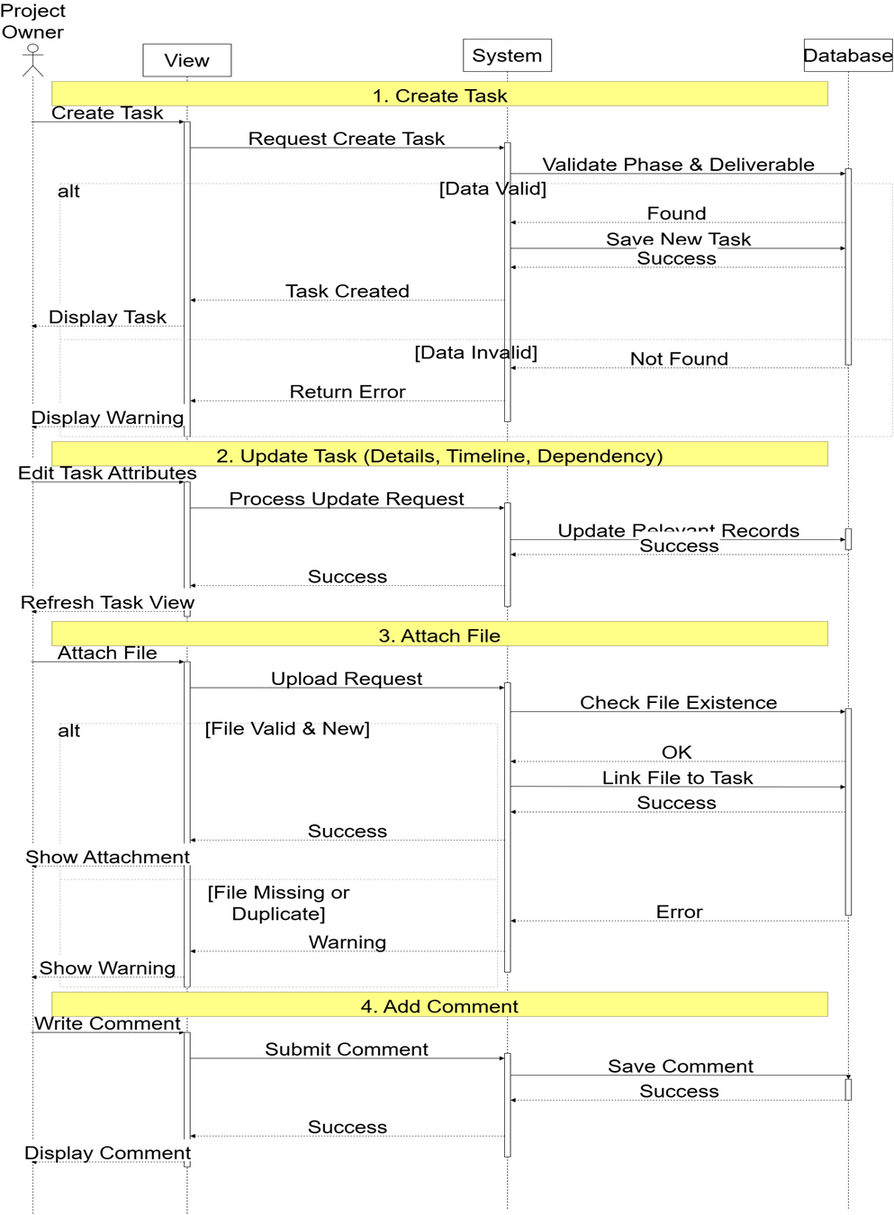 Project
Owner
View
System
Database
1. Create Task
Create Task
Request Create Task
Validate Phase & Deliverable
alt
[Data Valid]
Found
Save New Task
Success
Task Created
Display Task
[Data Invalid]
Not Found
Return Error
Display Warning
2. Update Task (Details, Timeline, Dependency)
Edit Task Attributes
Process Update Request
Update Relevant Records
Success
Success
Refresh Task View
3. Attach File
Attach File
Upload Request
Check File Existence
alt
[File Valid & New]
OK
Link File to Task
Success
Success
Show Attachment
[File Missing or
Duplicate]
Error
Warning
Show Warning
4. Add Comment
Write Comment
Submit Comment
Save Comment
Success
Success
Display Comment